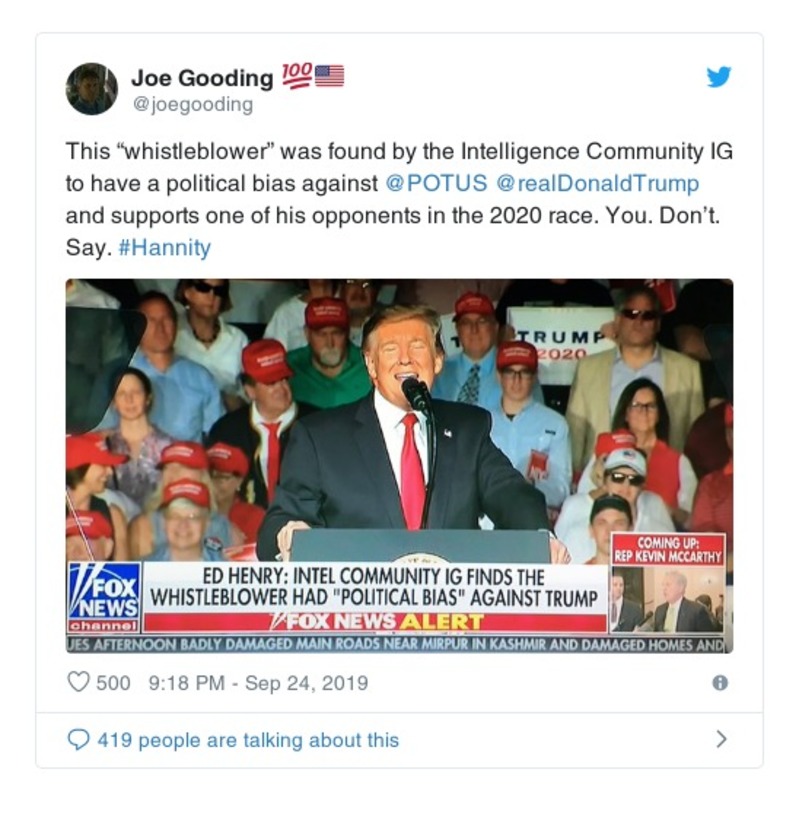 Joe Gooding 💯🇺🇸
@joegooding
This “whistleblower” was found by the Intelligence Community IG
to have a political bias against @POTUS @realDonaldTrump
and supports one of his opponents in the 2020 race. You. Don’t.
Say. #Hannity
TRUMP
2020
COMING UP:
REP KEVIN MCCARTHY
FOX
NEWS
channel
ED HENRY: INTEL COMMUNITY IG FINDS THE
WHISTLEBLOWER HAD "POLITICAL BIAS" AGAINST TRUMP
FOX NEWS ALERT
UES AFTERNOON BADLY DAMAGED MAIN ROADS NEAR MIRPUR IN KASHMIR AND DAMAGED HOMES AND
500 9:18 PM - Sep 24, 2019
419 people are talking about this